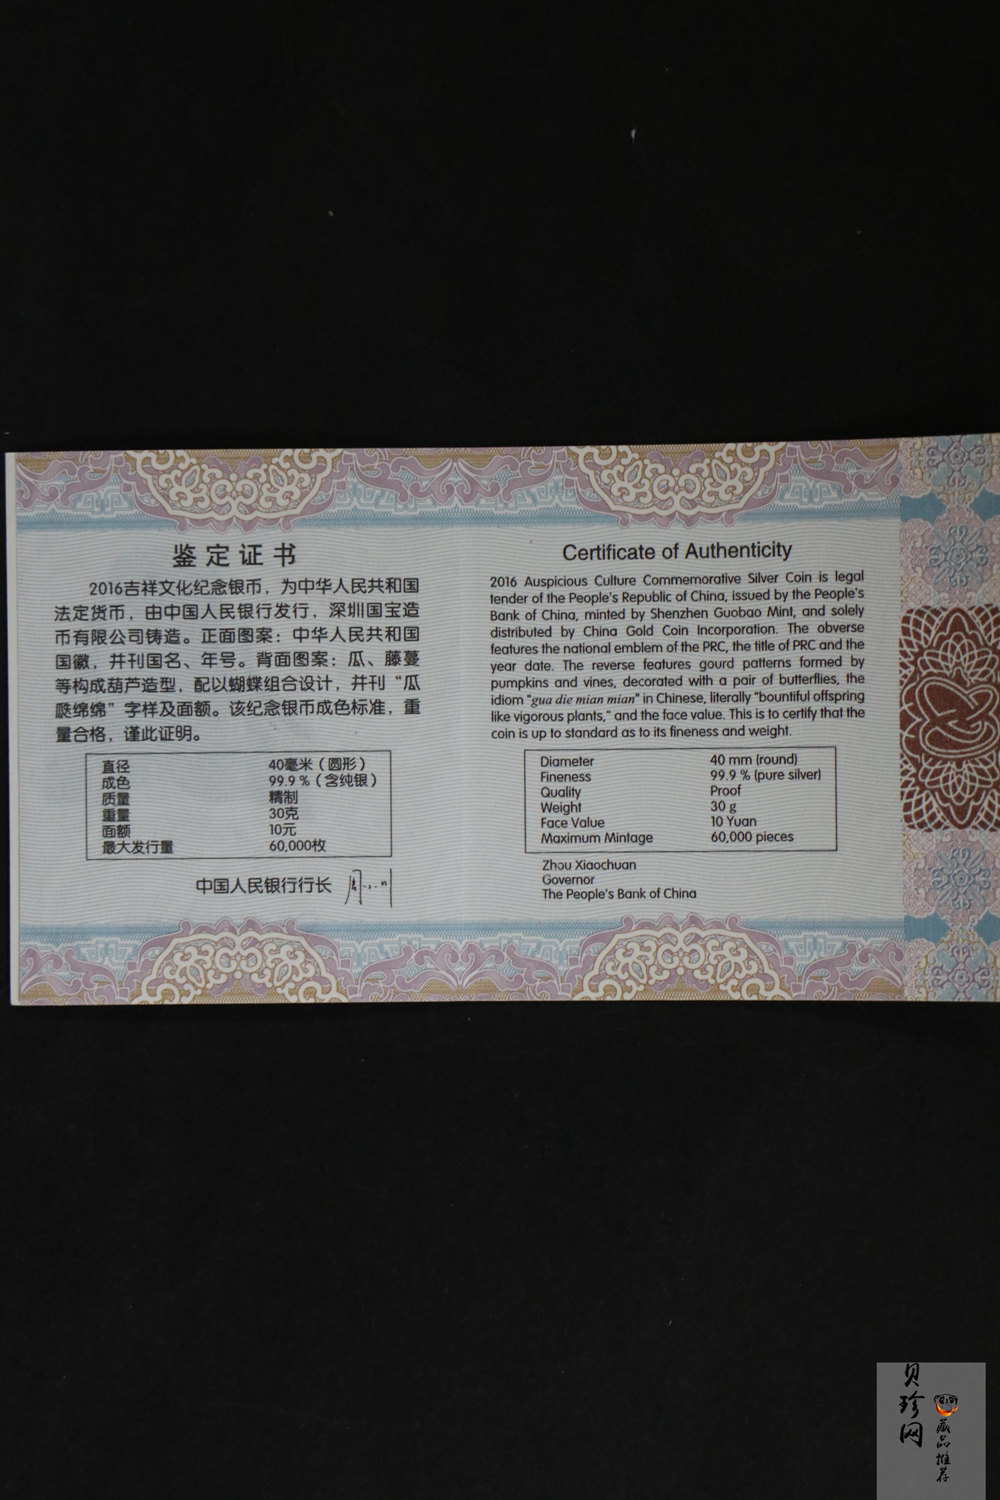 鉴定证书
2016吉祥文化纪念银币，为中华人民共和国
法定货币，由中国人民银行发行，深圳国宝造
币有限公司铸造。正面图案：中华人民共和国
国徽，并刊国名、年号。背面图案：瓜、藤蔓
等构成葫芦造型，配以蝴蝶组合设计，并刊“瓜
瓞绵绵”字样及面额。该纪念银币成色标准，重
量合格，谨此证明。
直径 40毫米（圆形）
成色 99.9 %（含纯银）
质量 精制
重量 30克
面额 10元
最大发行量 60,000枚
中国人民银行行长
Certificate of Authenticity
2016 Auspicious Culture Commemorative Silver Coin is legal
tender of the People's Republic of China, issued by the People's
Bank of China, minted by Shenzhen Guobao Mint, and solely
distributed by China Gold Coin Incorporation. The obverse
features the national emblem of the PRC, the title of PRC and the
year date. The reverse features gourd patterns formed by
pumpkins and vines, decorated with a pair of butterflies, the
idiom "gua die mian mian" in Chinese, literally "bountiful offspring
like vigorous plants," and the face value. This is to certify that the
coin is up to standard as to its fineness and weight.
Diameter 40 mm (round)
Fineness 99.9 % (pure silver)
Quality Proof
Weight 30 g
Face Value 10 Yuan
Maximum Mintage 60,000 pieces
Zhou Xiaochuan
Governor
The People's Bank of China
贝珍网
藏品推荐